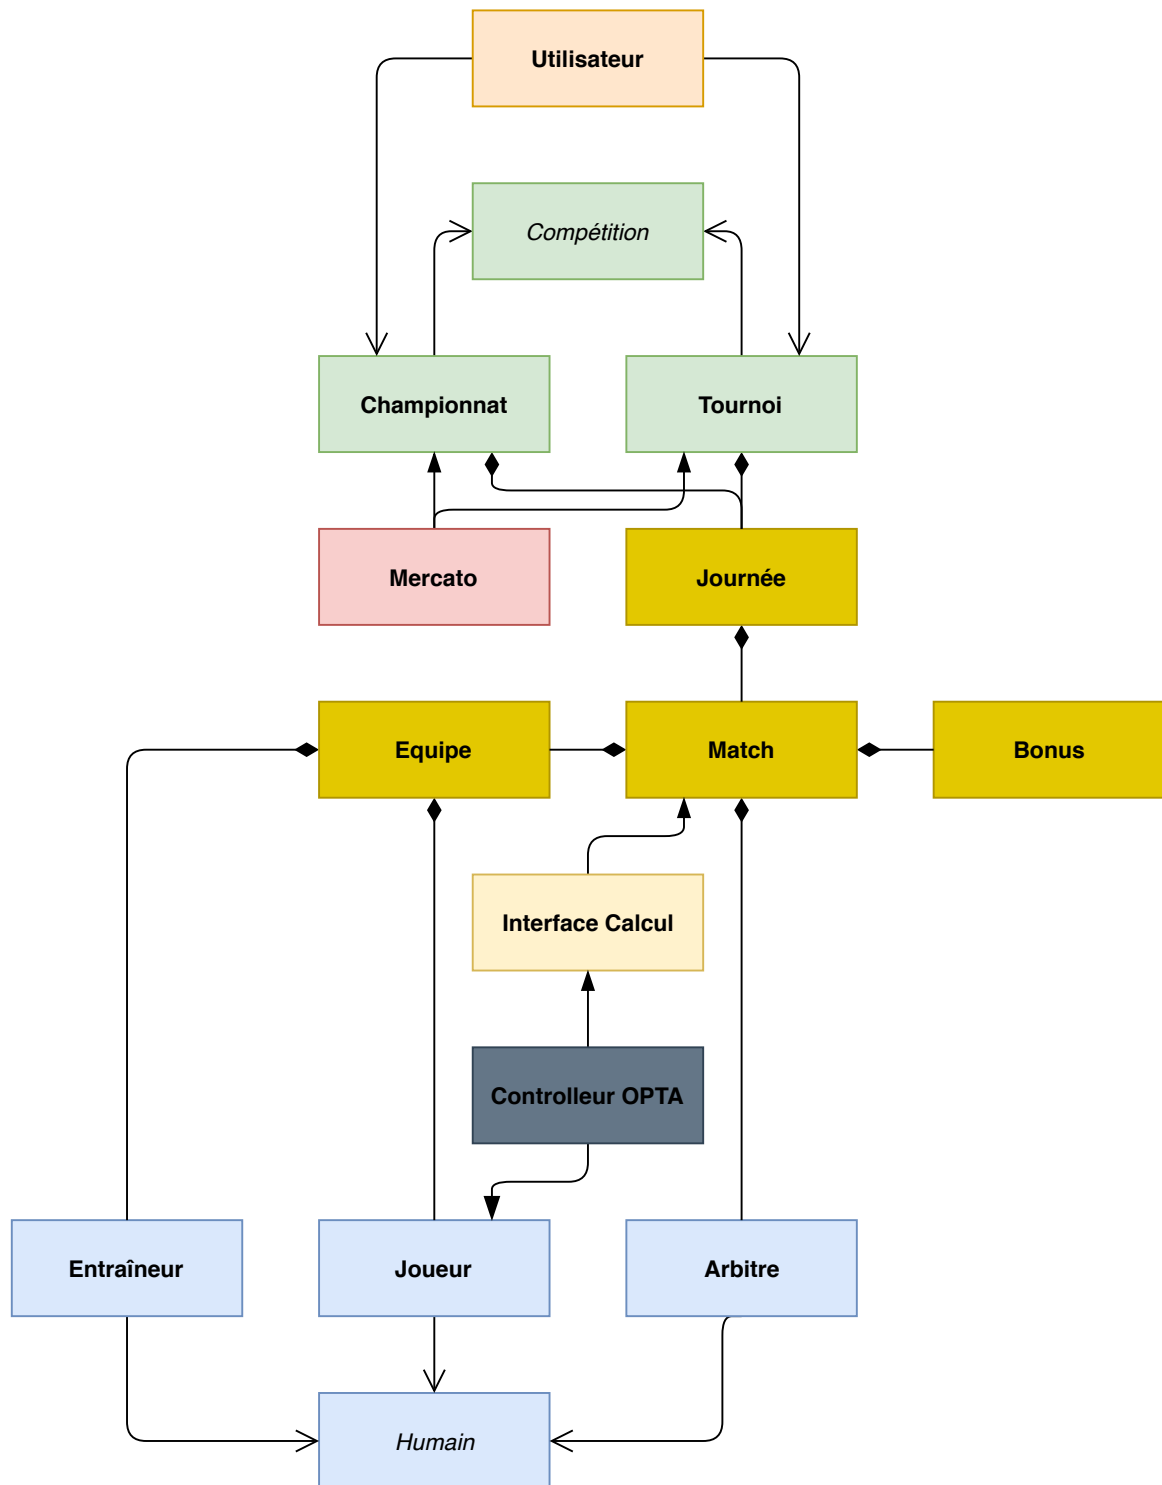 Utilisateur
Compétition
Championnat
Tournoi
Mercato
Journée
Equipe
Match
Bonus
Interface Calcul
Controlleur OPTA
Entraîneur
Joueur
Arbitre
Humain